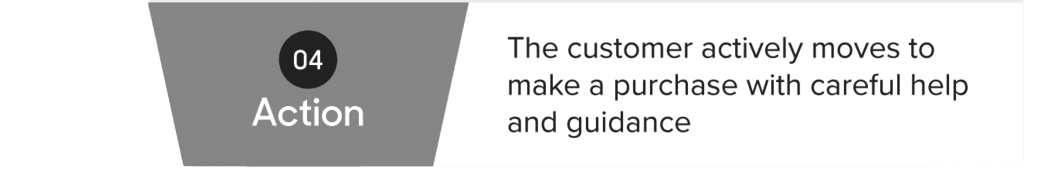 04
Action
The customer actively moves to
make a purchase with careful help
and guidance